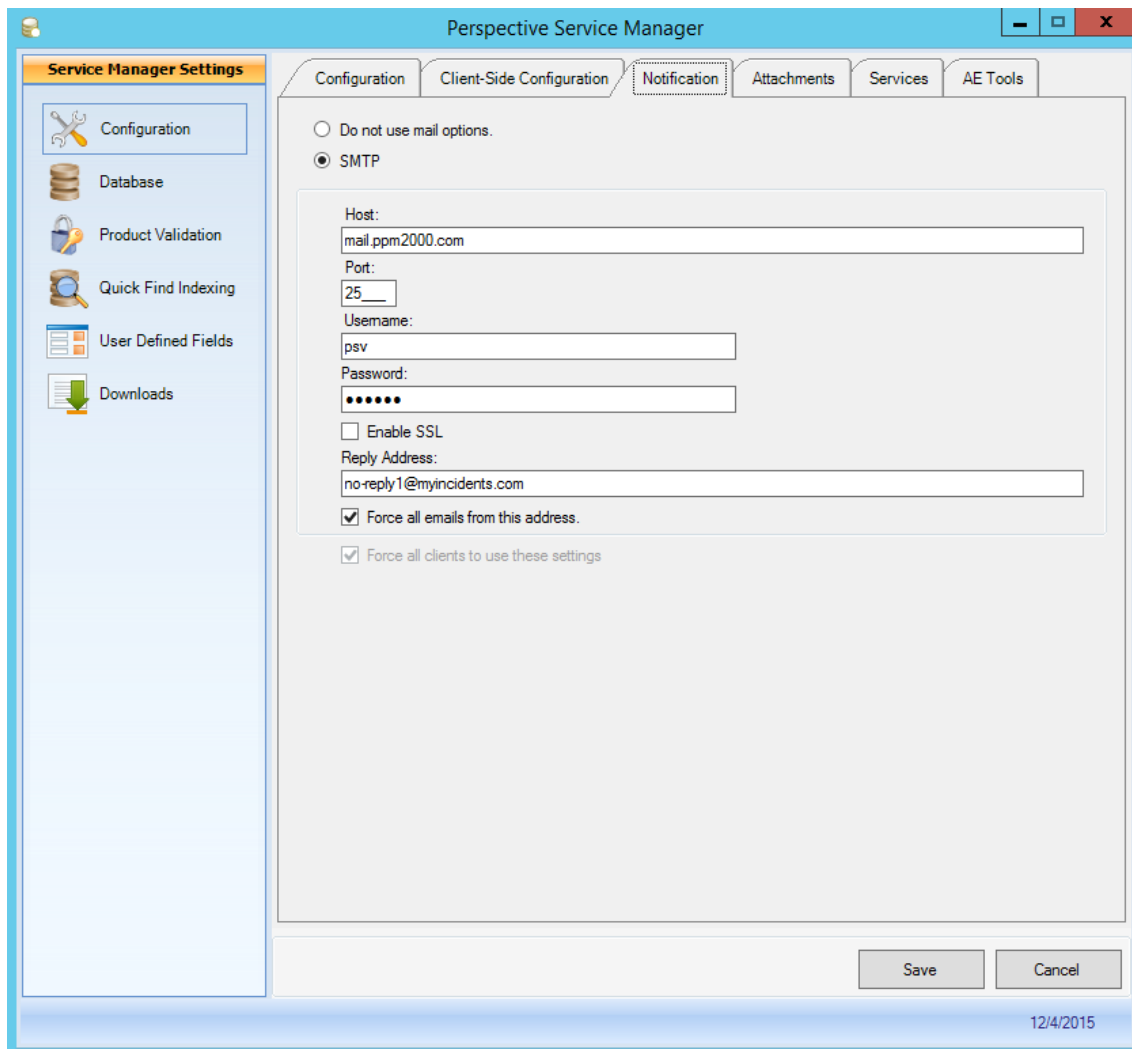 Perspective Service Manager
Service Manager Settings
Configuration
Database
Product Validation
Quick Find Indexing
User Defined Fields
Downloads
Configuration Client-Side Configuration Notification Attachments Services AE Tools
Do not use mail options.
SMTP
Host:
mail.ppm2000.com
Port:
25___
Username:
psv
Password:
••••••
Enable SSL
Reply Address:
no-reply1@myincidents.com
Force all emails from this address.
Force all clients to use these settings
Save Cancel
12/4/2015